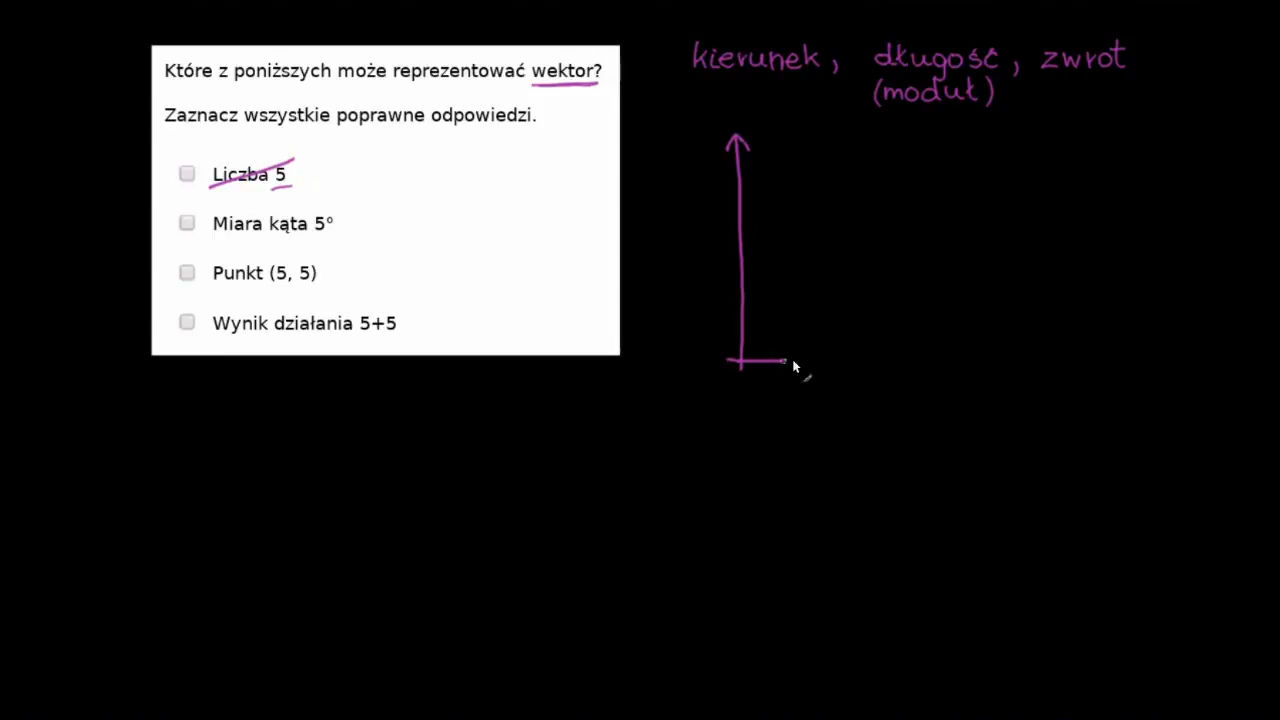 Które z poniższych może reprezentować wektor?
Zaznacz wszystkie poprawne odpowiedzi.
Liczba 5
Miara kąta 5°
Punkt (5, 5)
Wynik działania 5+5
kierunek, długość, zwrot
(moduł)